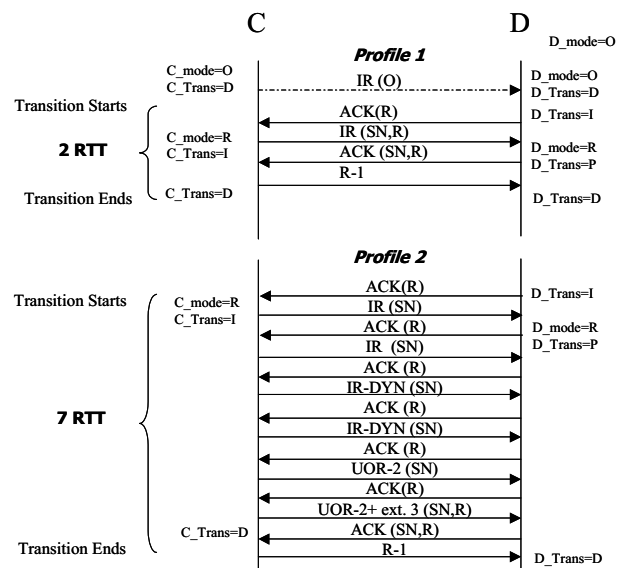 C D
D_mode=O
Profile 1
C_mode=O IR (O) D_mode=O
C_Trans=D D_Trans=D
Transition Starts ACK(R) D_Trans=I
C_mode=R IR (SN,R) D_mode=R
2 RTT C_Trans=I ACK (SN,R) D_Trans=P
R-1
Transition Ends C_Trans=D D_Trans=D
Profile 2
Transition Starts C_mode=R ACK(R) D_Trans=I
C_Trans=I IR (SN)
ACK (R) D_mode=R
IR (SN) D_Trans=P
ACK (R)
IR-DYN (SN)
7 RTT ACK (R)
IR-DYN (SN)
ACK (R)
UOR-2 (SN)
ACK(R)
UOR-2+ ext. 3 (SN,R)
C_Trans=D ACK (SN,R)
Transition Ends R-1 D_Trans=D